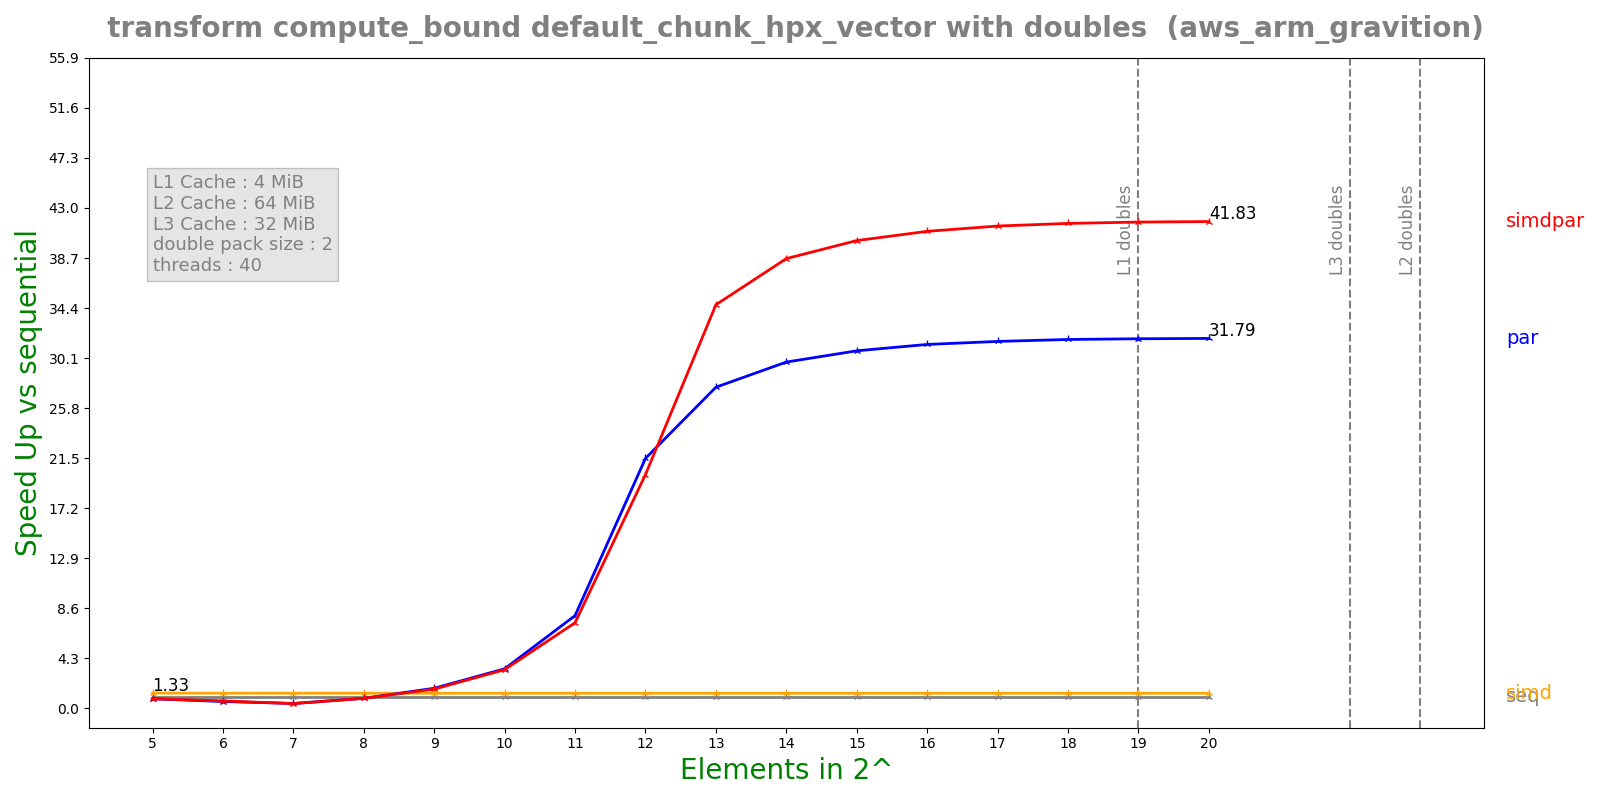 transform compute_bound default_chunk_hpx_vector with doubles  (aws_arm_gravition)
Speed Up vs sequential
55.9
51.6
47.3
43.0
38.7
34.4
30.1
25.8
21.5
17.2
12.9
8.6
4.3
0.0
L1 Cache : 4 MiB
L2 Cache : 64 MiB
L3 Cache : 32 MiB
double pack size : 2
threads : 40
1.33
41.83
31.79
L1 doubles
L3 doubles
L2 doubles
simdpar
par
simd
seq
5 6 7 8 9 10 11 12 13 14 15 16 17 18 19 20
Elements in 2^